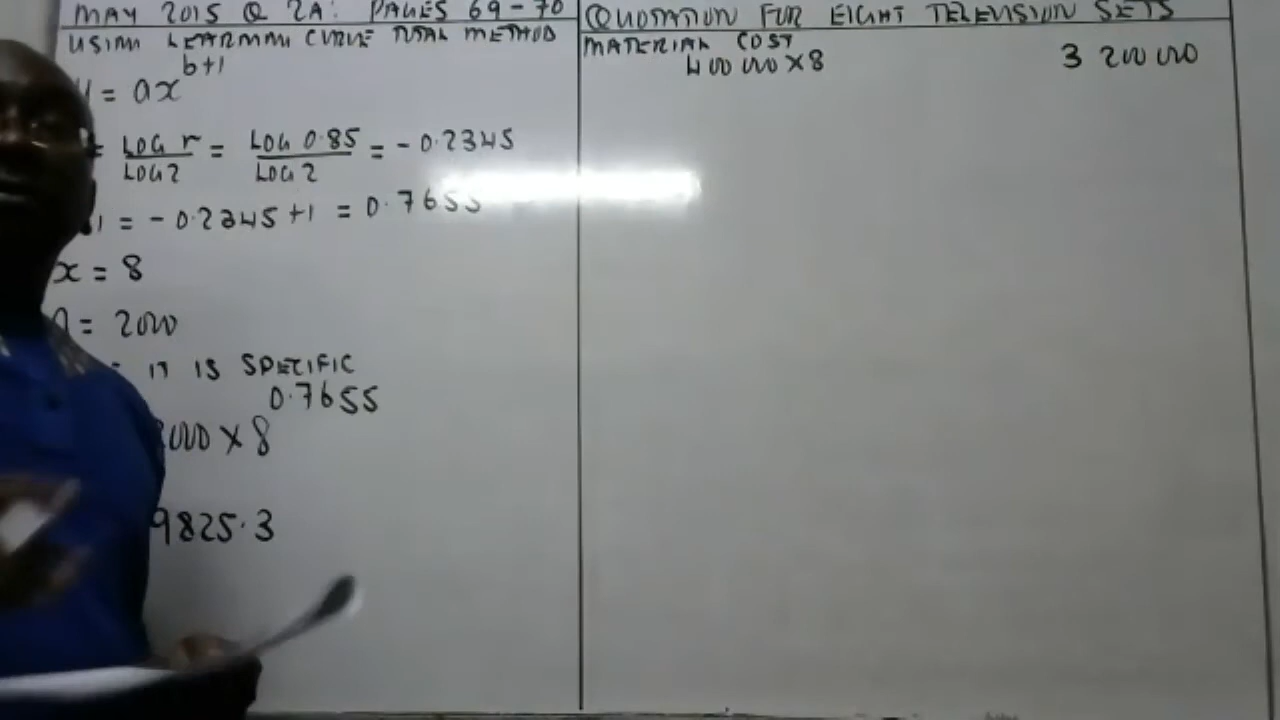 MAY 2015 Q 2A: PAGES 69-70
USING LEARNING CURVE TOTAL METHOD
b+1
= ax
= LOG r / LOG 2 = LOG 0.85 / LOG 2 = - 0.2345
1 = - 0.2345 +1 = 0.7655
x = 8
= 2000
: IT IS SPECIFIC
0.7655
000 x 8
9825.3
QUOTATION FOR EIGHT TELEVISION SETS
MATERIAL COST
400 000 x 8 3 200 000